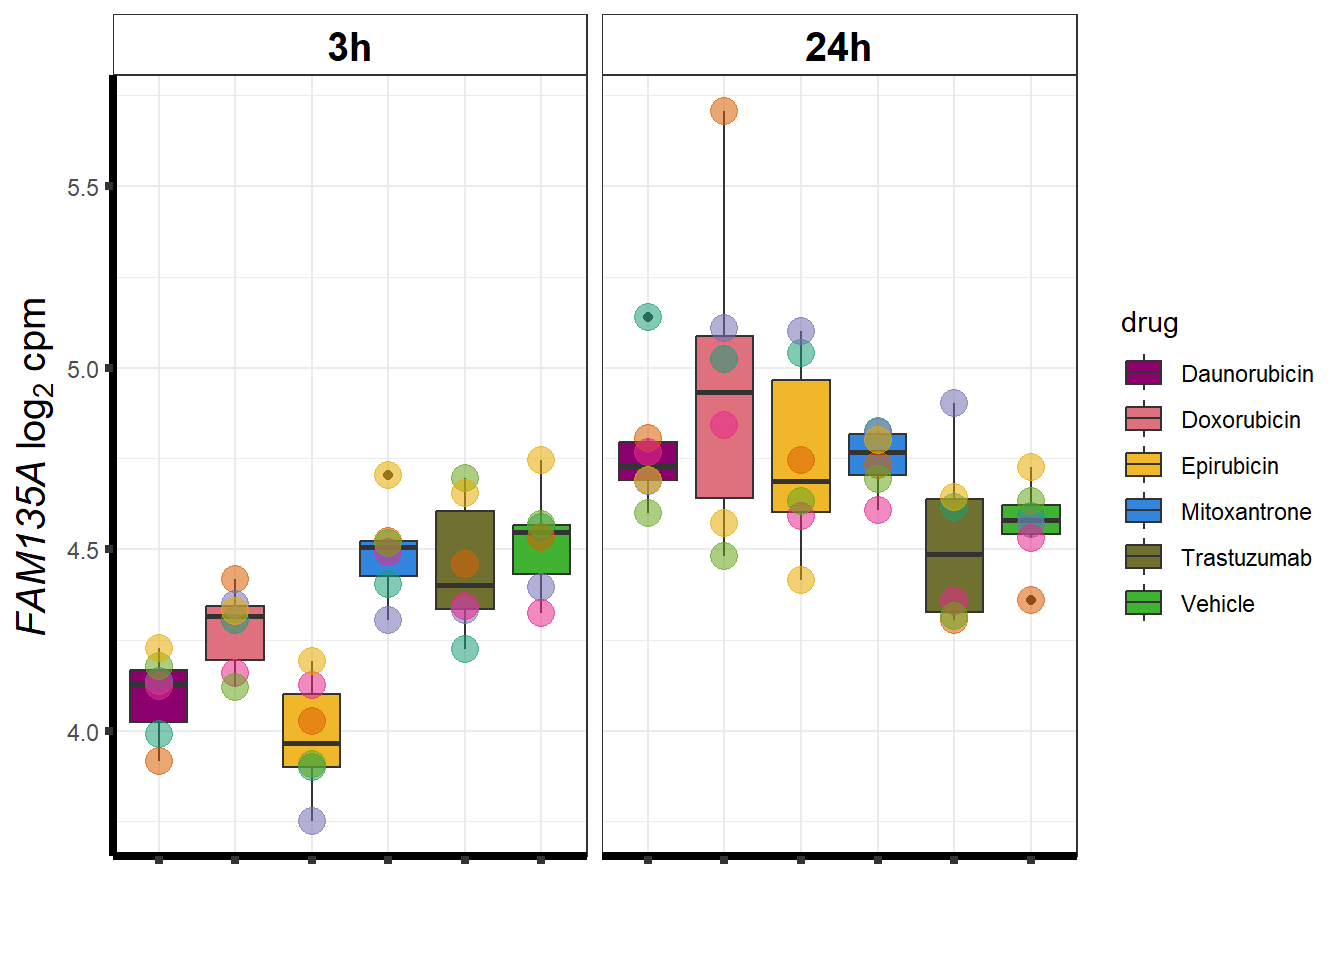 3h
24h
FAM135A log2 cpm
5.5
5.0
4.5
4.0
drug
Daunorubicin
Doxorubicin
Epirubicin
Mitoxantrone
Trastuzumab
Vehicle